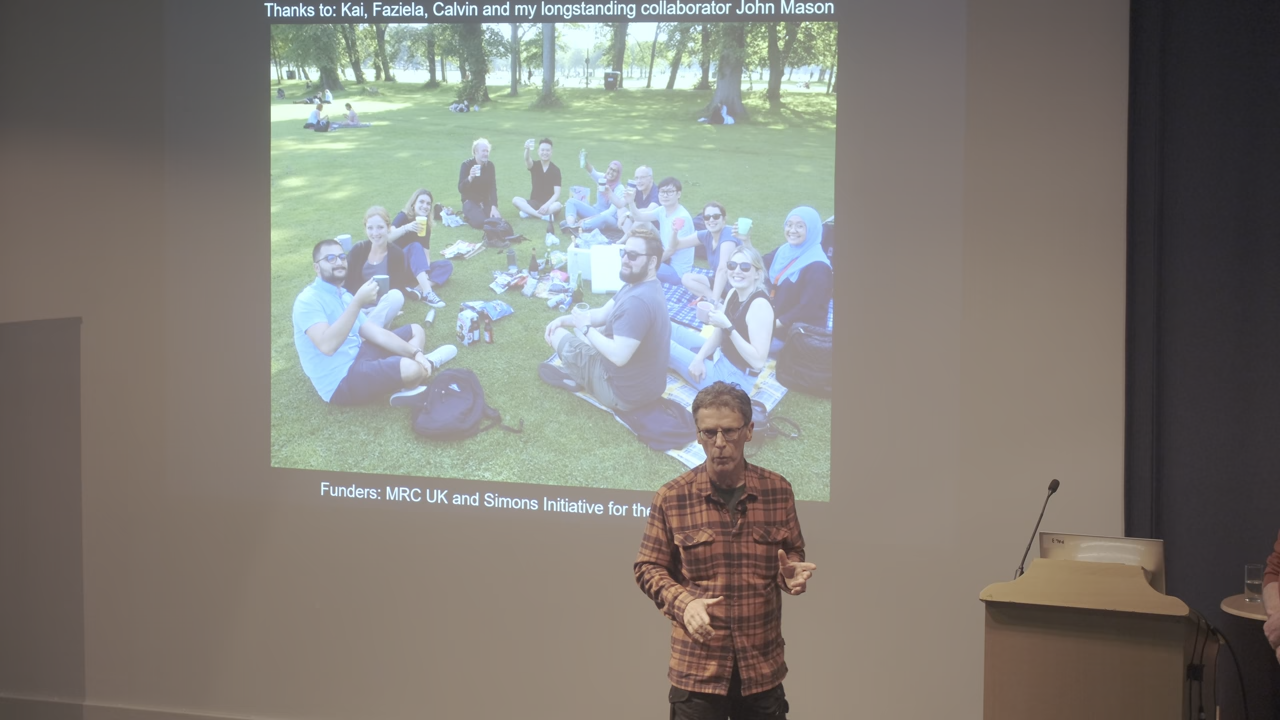 Thanks to: Kai, Faziela, Calvin and my longstanding collaborator John Mason
Funders: MRC UK and Simons Initiative for the